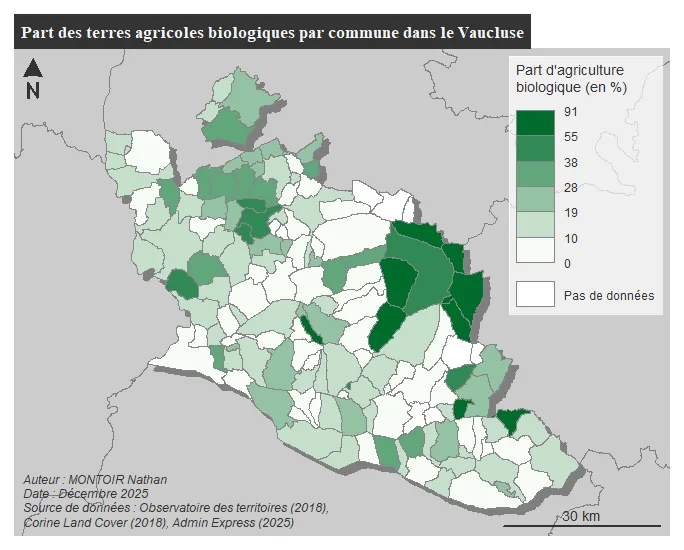 Part des terres agricoles biologiques par commune dans le Vaucluse
N
Part d'agriculture
biologique (en %)
91
55
38
28
19
10
0
Pas de données
Auteur : MONTOIR Nathan
Date : Décembre 2025
Source de données : Observatoire des territoires (2018),
Corine Land Cover (2018), Admin Express (2025)
30 km